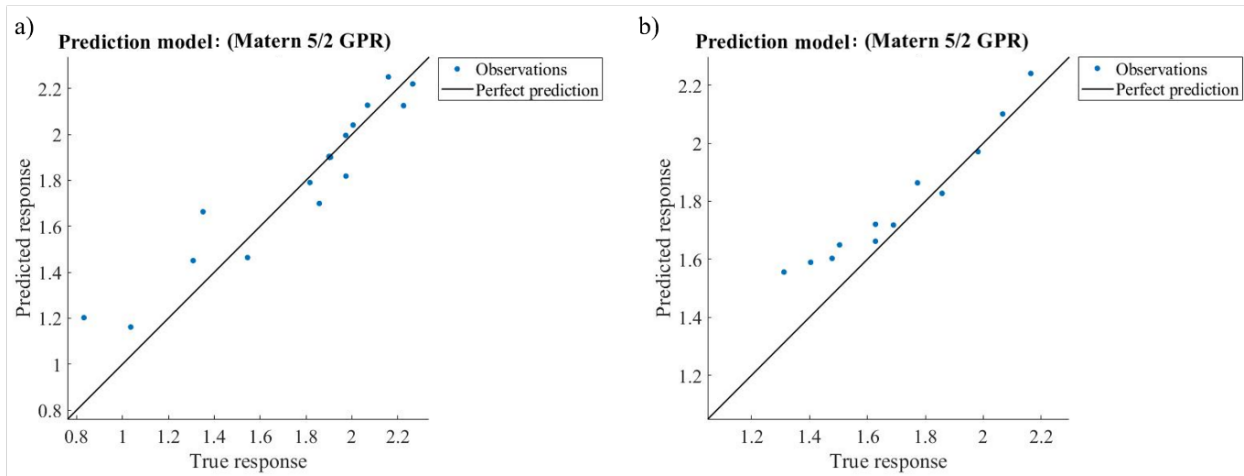 a)
Prediction model: (Matern 5/2 GPR)
Observations
Perfect prediction
2.2
2
1.8
1.6
1.4
1.2
1
0.8
Predicted response
0.8 1 1.2 1.4 1.6 1.8 2 2.2
True response
b)
Prediction model: (Matern 5/2 GPR)
Observations
Perfect prediction
2.2
2
1.8
1.6
1.4
1.2
Predicted response
1.2 1.4 1.6 1.8 2 2.2
True response